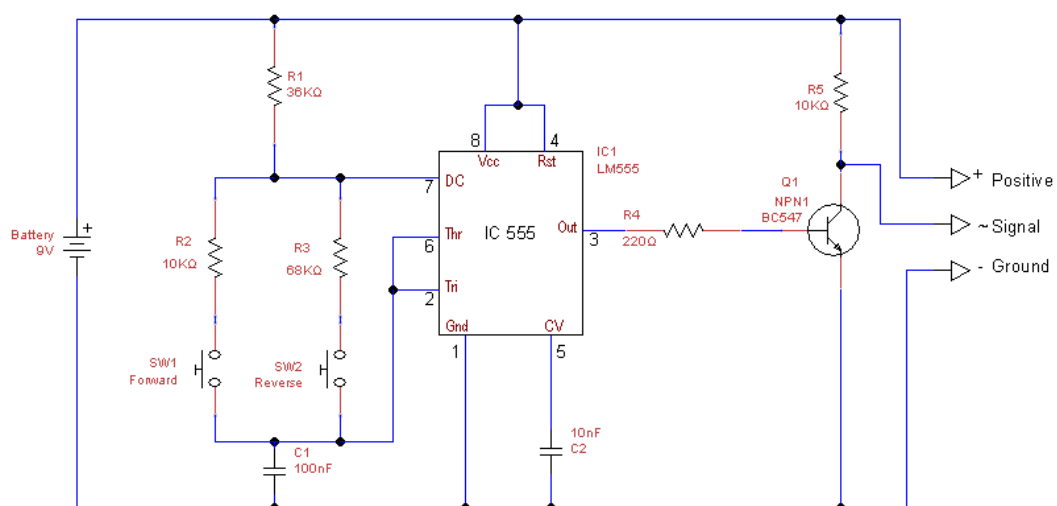 R1
36KΩ
R5
10KΩ
8
4
Vcc
Rst
IC1
LM555
7
DC
Q1
NPN1
BC547
+ Positive
Battery
9V
+
R2
10KΩ
R3
68KΩ
6
Thr
IC 555
Out
3
R4
220Ω
~Signal
- Ground
2
Tri
Gnd
CV
1
5
SW1
Forward
SW2
Reverse
C1
100nF
10nF
C2